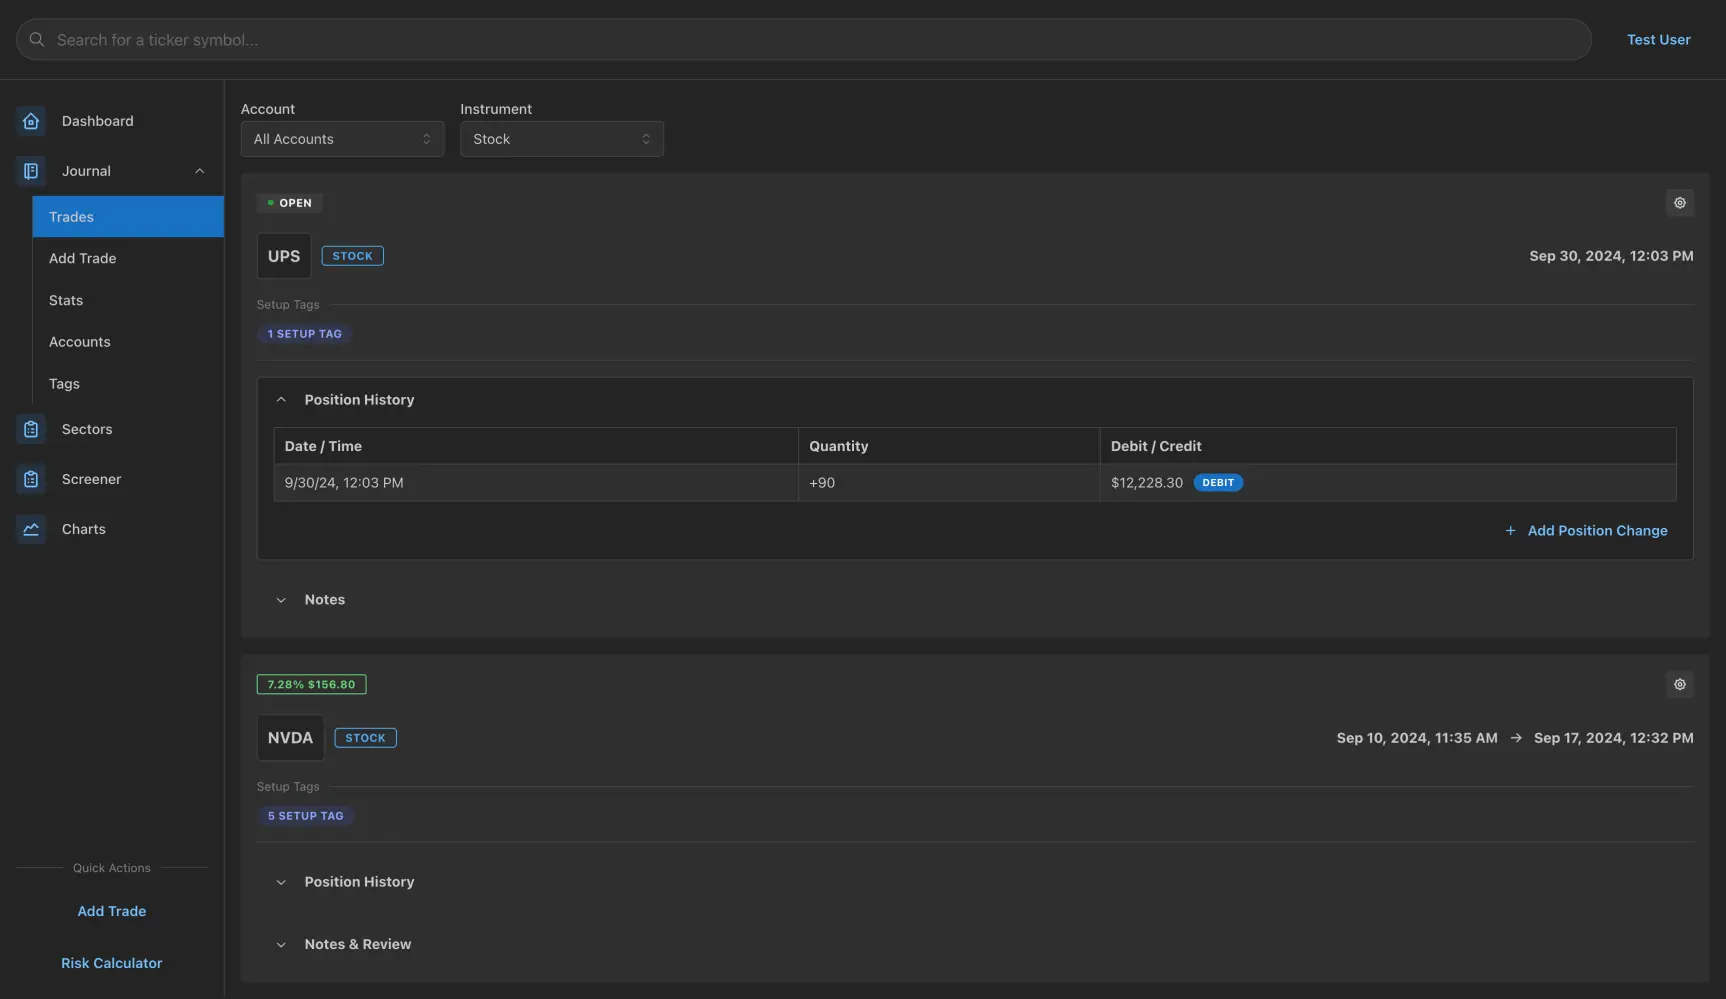 Search for a ticker symbol...
Test User
Dashboard
Journal
Trades
Add Trade
Stats
Accounts
Tags
Sectors
Screener
Charts
Quick Actions
Add Trade
Risk Calculator
Account
Instrument
All Accounts
Stock
OPEN
UPS STOCK
Sep 30, 2024, 12:03 PM
Setup Tags
1 SETUP TAG
Position History
Date / Time Quantity Debit / Credit
9/30/24, 12:03 PM +90 $12,228.30 DEBIT
+ Add Position Change
Notes
7.28% $156.80
NVDA STOCK
Sep 10, 2024, 11:35 AM → Sep 17, 2024, 12:32 PM
Setup Tags
5 SETUP TAG
Position History
Notes & Review